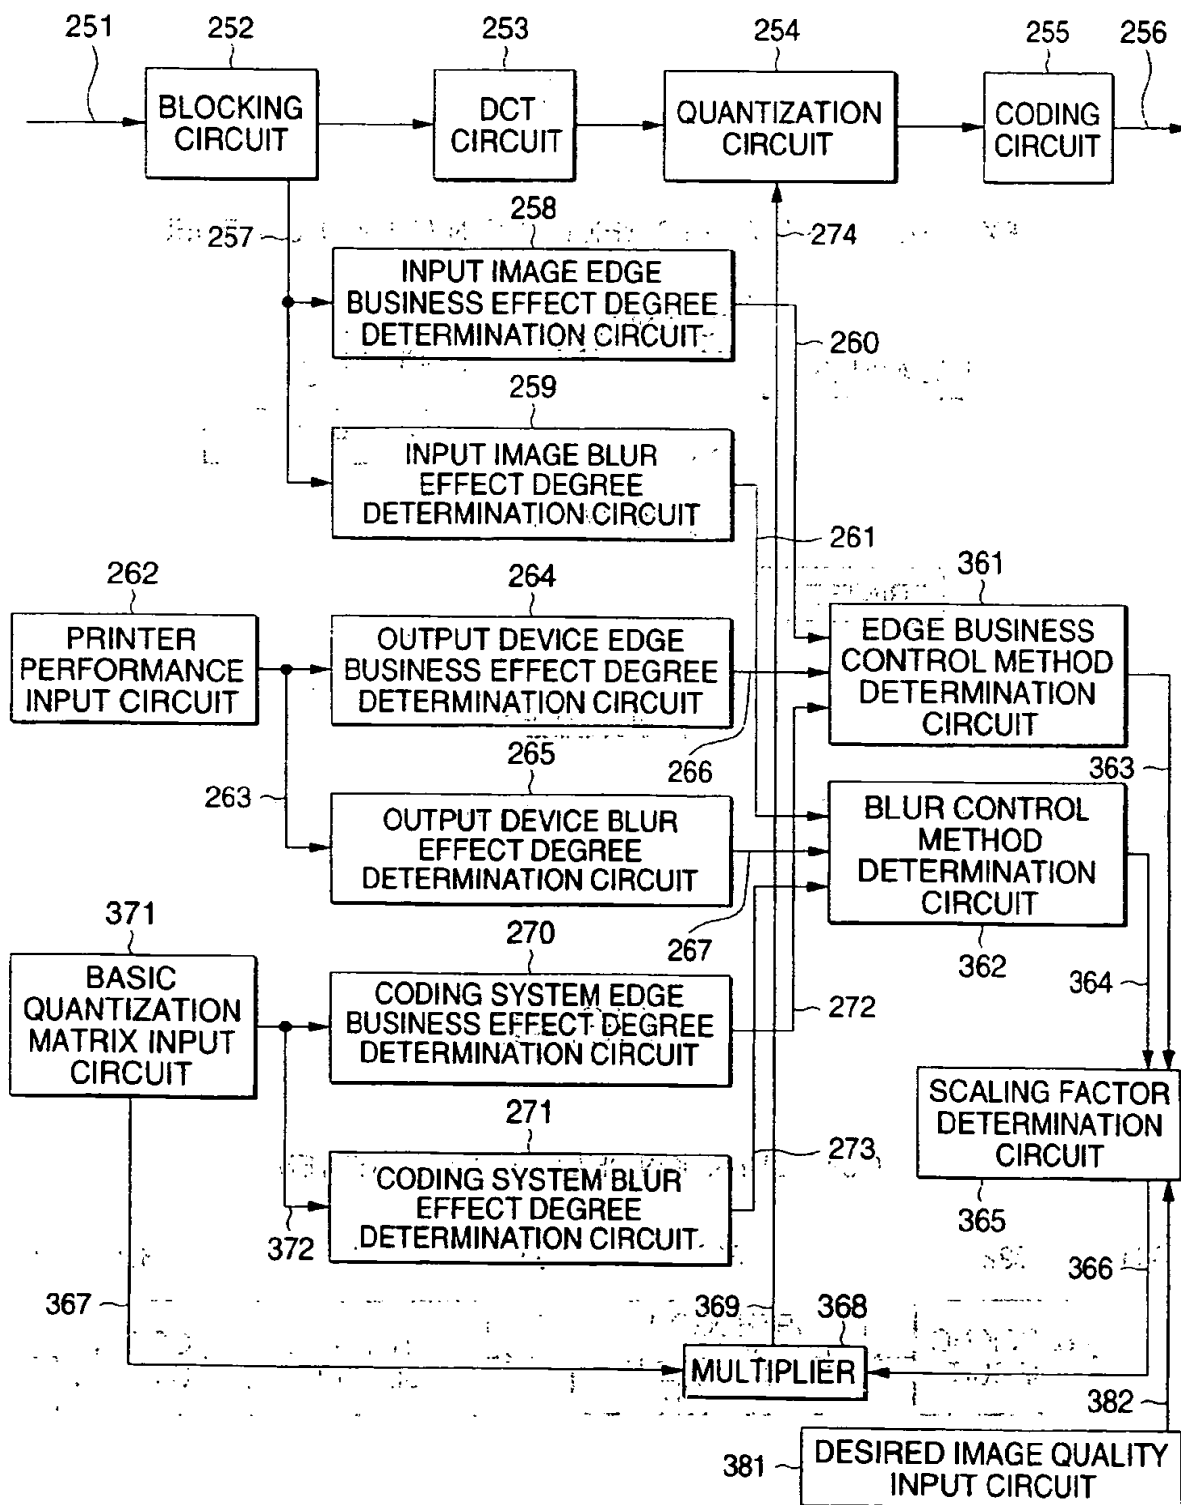 251
252
253
254
255
256
BLOCKING
CIRCUIT
DCT
CIRCUIT
QUANTIZATION
CIRCUIT
CODING
CIRCUIT
257
258
274
INPUT IMAGE EDGE
BUSINESS EFFECT DEGREE
DETERMINATION CIRCUIT
260
259
INPUT IMAGE BLUR
EFFECT DEGREE
DETERMINATION CIRCUIT
261
262
264
361
PRINTER
PERFORMANCE
INPUT CIRCUIT
OUTPUT DEVICE EDGE
BUSINESS EFFECT DEGREE
DETERMINATION CIRCUIT
EDGE BUSINESS
CONTROL METHOD
DETERMINATION
CIRCUIT
263
265
266
363
OUTPUT DEVICE BLUR
EFFECT DEGREE
DETERMINATION CIRCUIT
BLUR CONTROL
METHOD
DETERMINATION
CIRCUIT
371
270
267
362
364
BASIC
QUANTIZATION
MATRIX INPUT
CIRCUIT
CODING SYSTEM EDGE
BUSINESS EFFECT DEGREE
DETERMINATION CIRCUIT
272
271
SCALING FACTOR
DETERMINATION
CIRCUIT
273
CODING SYSTEM BLUR
EFFECT DEGREE
DETERMINATION CIRCUIT
372
365
366
367
369
368
MULTIPLIER
382
381
DESIRED IMAGE QUALITY
INPUT CIRCUIT